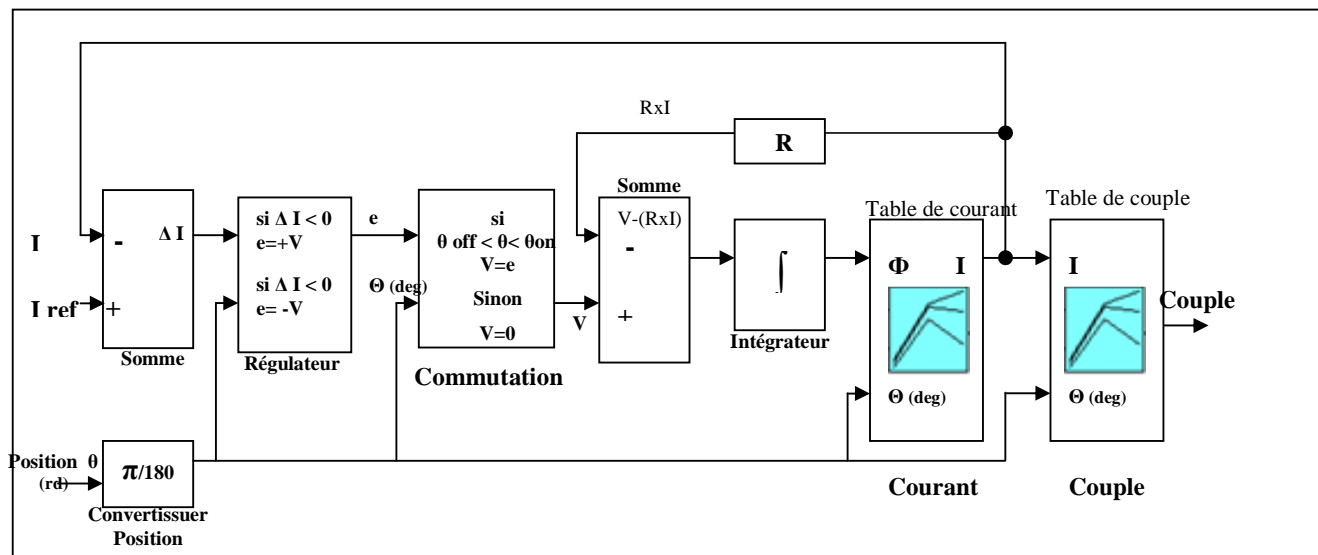 RxI
R
Somme
V-(RxI)
-
+
Table de courant
Table de couple
I
-
Δ I
I ref
+
Somme
si Δ I < 0
e=+V
si Δ I < 0
e= -V
Régulateur
e
Θ (deg)
si
θ off < θ< θon
V=e
Sinon
V=0
V
Commutation
∫
Intégrateur
Φ I
Θ (deg)
Courant
I
Θ (deg)
Couple
Couple
Position θ
(rd)
π/180
Convertissuer
Position